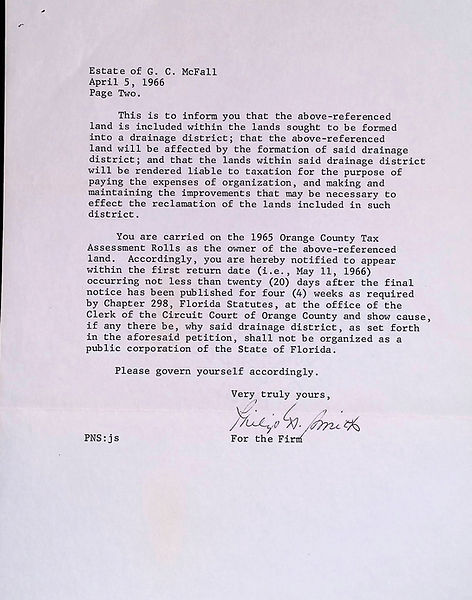 Estate of G. C. McFall
April 5, 1966
Page Two.
This is to inform you that the above-referenced
land is included within the lands sought to be formed
into a drainage district; that the above-referenced
land will be affected by the formation of said drainage
district; and that the lands within said drainage district
will be rendered liable to taxation for the purpose of
paying the expenses of organization, and making and
maintaining the improvements that may be necessary to
effect the reclamation of the lands included in such
district.
You are carried on the 1965 Orange County Tax
Assessment Rolls as the owner of the above-referenced
land. Accordingly, you are hereby notified to appear
within the first return date (i.e., May 11, 1966)
occurring not less than twenty (20) days after the final
notice has been published for four (4) weeks as required
by Chapter 298, Florida Statutes, at the office of the
Clerk of the Circuit Court of Orange County and show cause,
if any there be, why said drainage district, as set forth
in the aforesaid petition, shall not be organized as a
public corporation of the State of Florida.
Please govern yourself accordingly.
Very truly yours,
Philip N. Smith
PNS:js
For the Firm